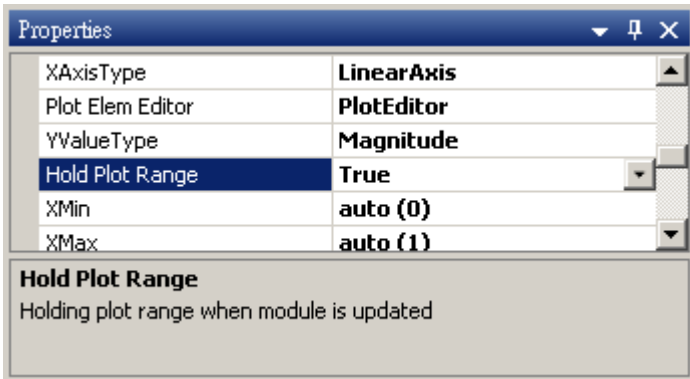 Properties
XAxisType LinearAxis
Plot Elem Editor PlotEditor
YValueType Magnitude
Hold Plot Range True
XMin auto (0)
XMax auto (1)
Hold Plot Range
Holding plot range when module is updated